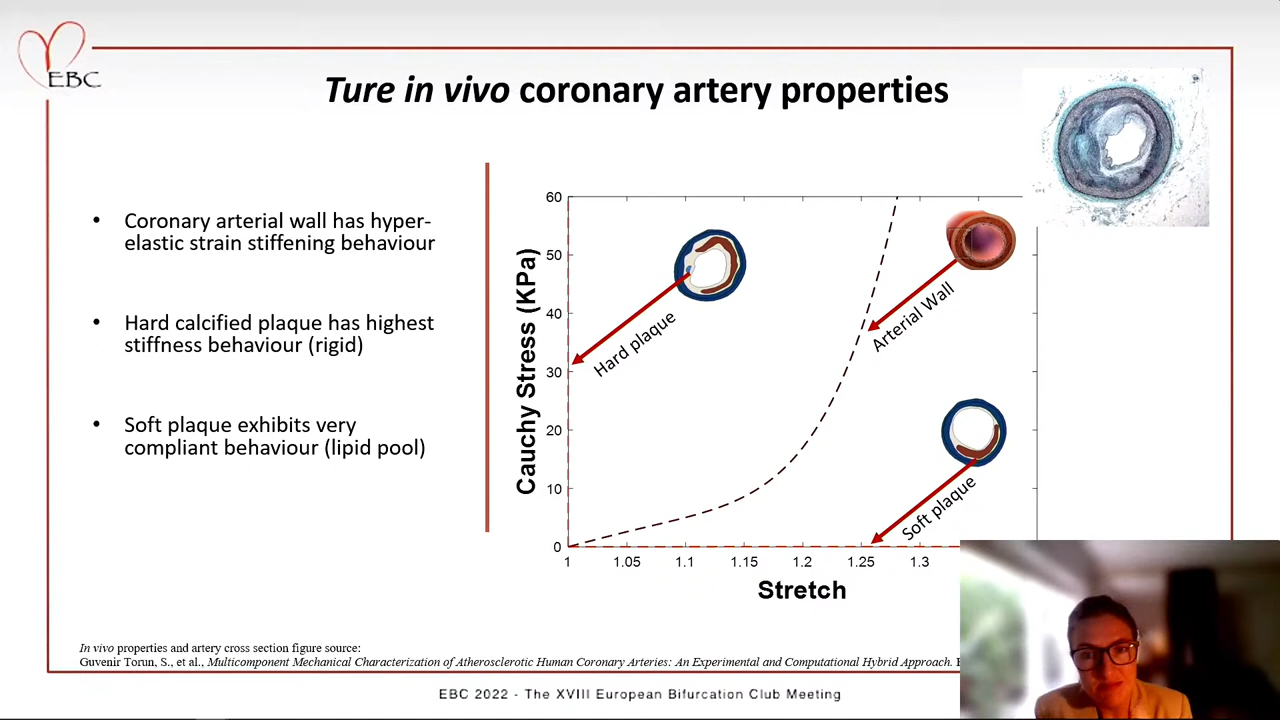 EBC
Ture in vivo coronary artery properties
• Coronary arterial wall has hyper-
elastic strain stiffening behaviour
• Hard calcified plaque has highest
stiffness behaviour (rigid)
• Soft plaque exhibits very
compliant behaviour (lipid pool)
Cauchy Stress (KPa)
60
50
40
30
20
10
0
Hard plaque
Arterial Wall
Soft plaque
1 1.05 1.1 1.15 1.2 1.25 1.3
Stretch
In vivo properties and artery cross section figure source:
Guvenir Torun, S., et al., Multicomponent Mechanical Characterization of Atherosclerotic Human Coronary Arteries: An Experimental and Computational Hybrid Approach.
EBC 2022 - The XVIII European Bifurcation Club Meeting